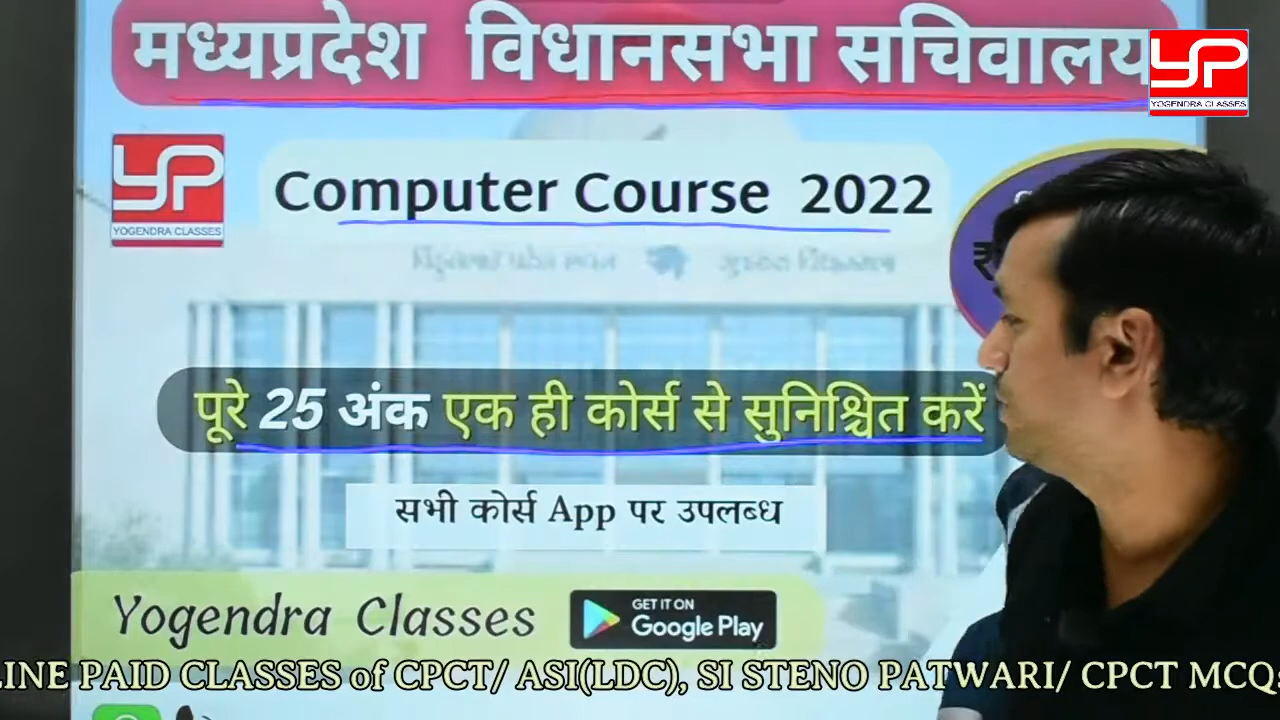 मध्यप्रदेश विधानसभा सचिवालय
YP
YOGENDRA CLASSES
YP
YOGENDRA CLASSES
Computer Course 2022
₹
पूरे 25 अंक एक ही कोर्स से सुनिश्चित करें
सभी कोर्स App पर उपलब्ध
Yogendra Classes
GET IT ON
Google Play
LINE PAID CLASSES of CPCT/ ASI(LDC), SI STENO PATWARI/ CPCT MCQs